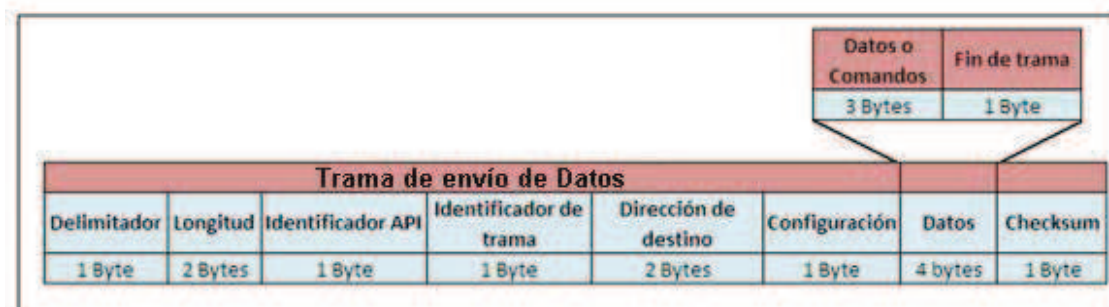 Datos o Comandos Fin de trama
3 Bytes 1 Byte
Trama de envío de Datos
Delimitador Longitud Identificador API Identificador de trama Dirección de destino Configuración Datos Checksum
1 Byte 2 Bytes 1 Byte 1 Byte 2 Bytes 1 Byte 4 bytes 1 Byte